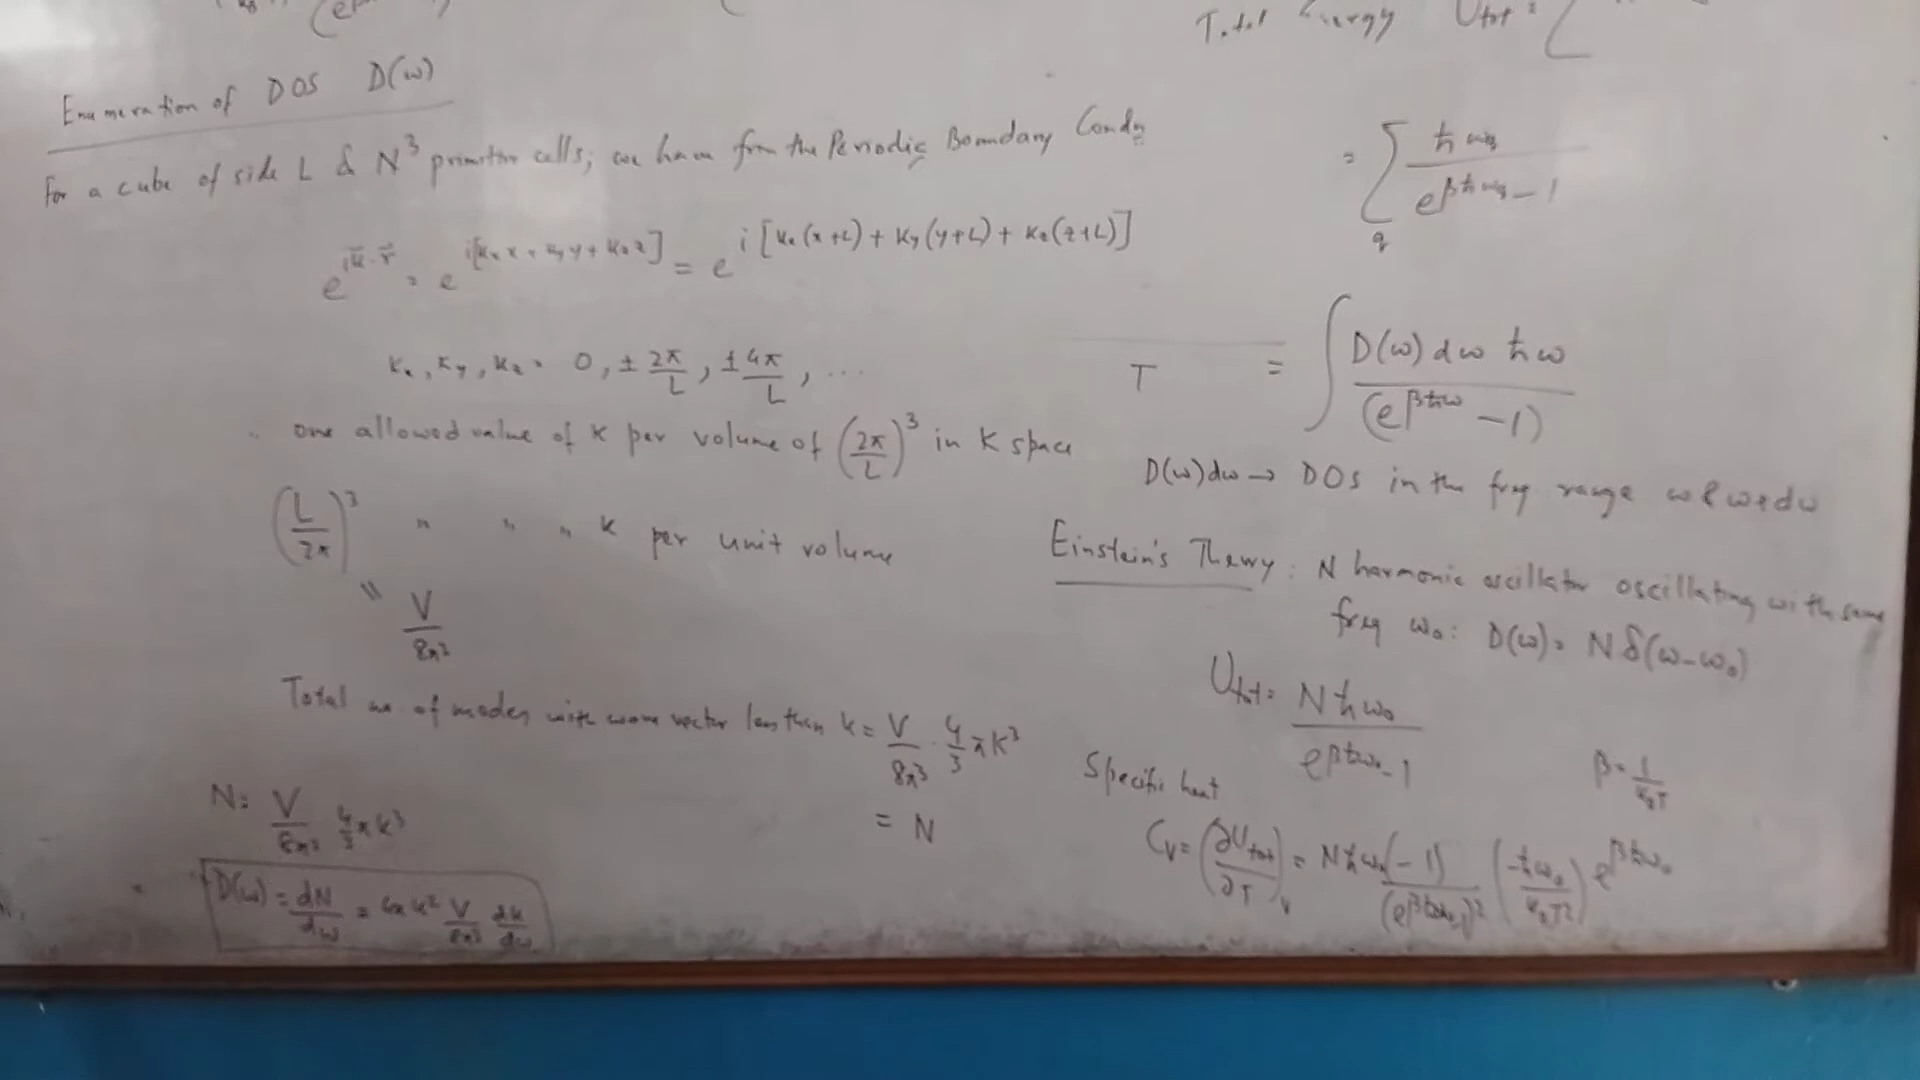 Enumeration of DOS D(ω)
For a cube of side L & N³ primitive cells, we have from the Periodic Boundary Condn
e^{i\vec{k}·\vec{r}} = e^{i[k_x x + k_y y + k_z z]} = e^{i[k_x(x+L) + k_y(y+L) + k_z(z+L)]}
k_x, k_y, k_z = 0, ± 2π/L, ± 4π/L, ...
∴ one allowed value of K per volume of (2π/L)³ in K space
(L/2π)³ " " " K per unit volume
" V/8π³
Total no of modes with wave vector less than k = V/8π³ · 4/3 πK³
= N
N = V/8π³ 4/3 πk³
D(ω) = dN/dω = 4πk² V/8π³ dk/dω
Total Energy U_tot =
= Σ_q ħω_q / (e^{βħω_q} - 1)
T = ∫ D(ω) dω ħω / (e^{βħω} - 1)
D(ω)dω → DOS in the freq range ω & ω+dω
Einstein's Theory : N harmonic oscillator oscillating with same
freq ω₀ : D(ω) = N δ(ω-ω₀)
U_tot = Nħω₀ / (e^{βħω₀} - 1)
β = 1/k_BT
Specific heat
C_V = (∂U_tot/∂T)_V = Nħω₀ (-1)/(e^{βħω₀}-1)² (-ħω₀/k_BT²) e^{βħω₀}